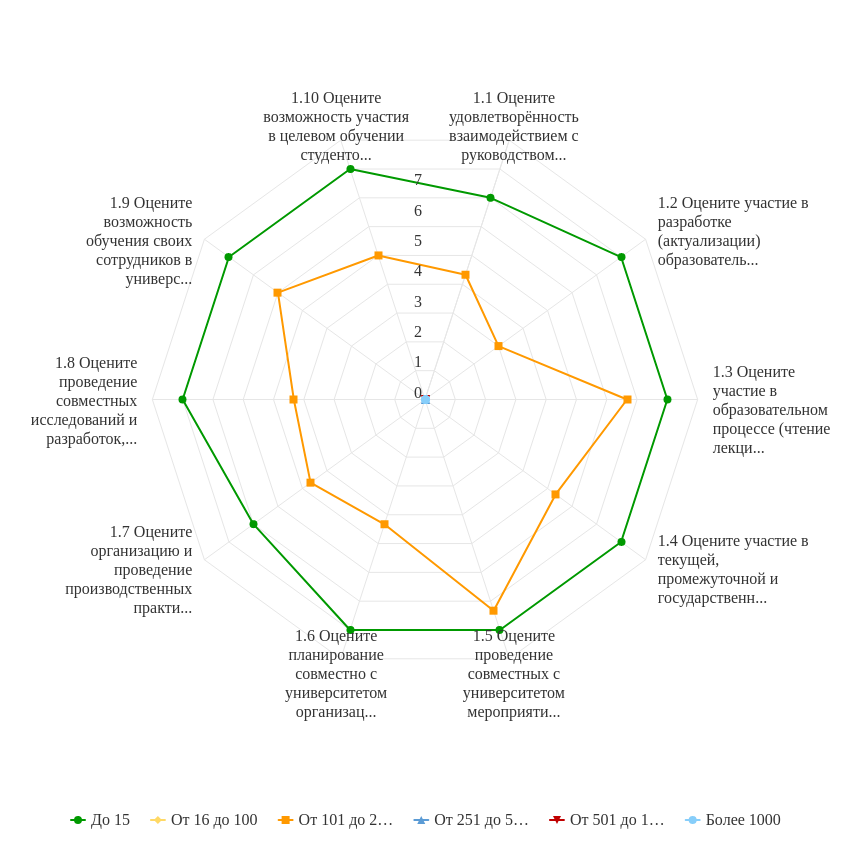 1.10 Оцените
возможность участия
в целевом обучении
студенто...
1.1 Оцените
удовлетворённость
взаимодействием с
руководством...
1.9 Оцените
возможность
обучения своих
сотрудников в
универс...
1.2 Оцените участие в
разработке
(актуализации)
образователь...
7
6
5
4
3
2
1
0
1.8 Оцените
проведение
совместных
исследований и
разработок,...
1.3 Оцените
участие в
образовательном
процессе (чтение
лекци...
1.7 Оцените
организацию и
проведение
производственных
практи...
1.4 Оцените участие в
текущей,
промежуточной и
государственн...
1.6 Оцените
планирование
совместно с
университетом
организац...
1.5 Оцените
проведение
совместных с
университетом
мероприяти...
До 15 От 16 до 100 От 101 до 2… От 251 до 5… От 501 до 1… Более 1000